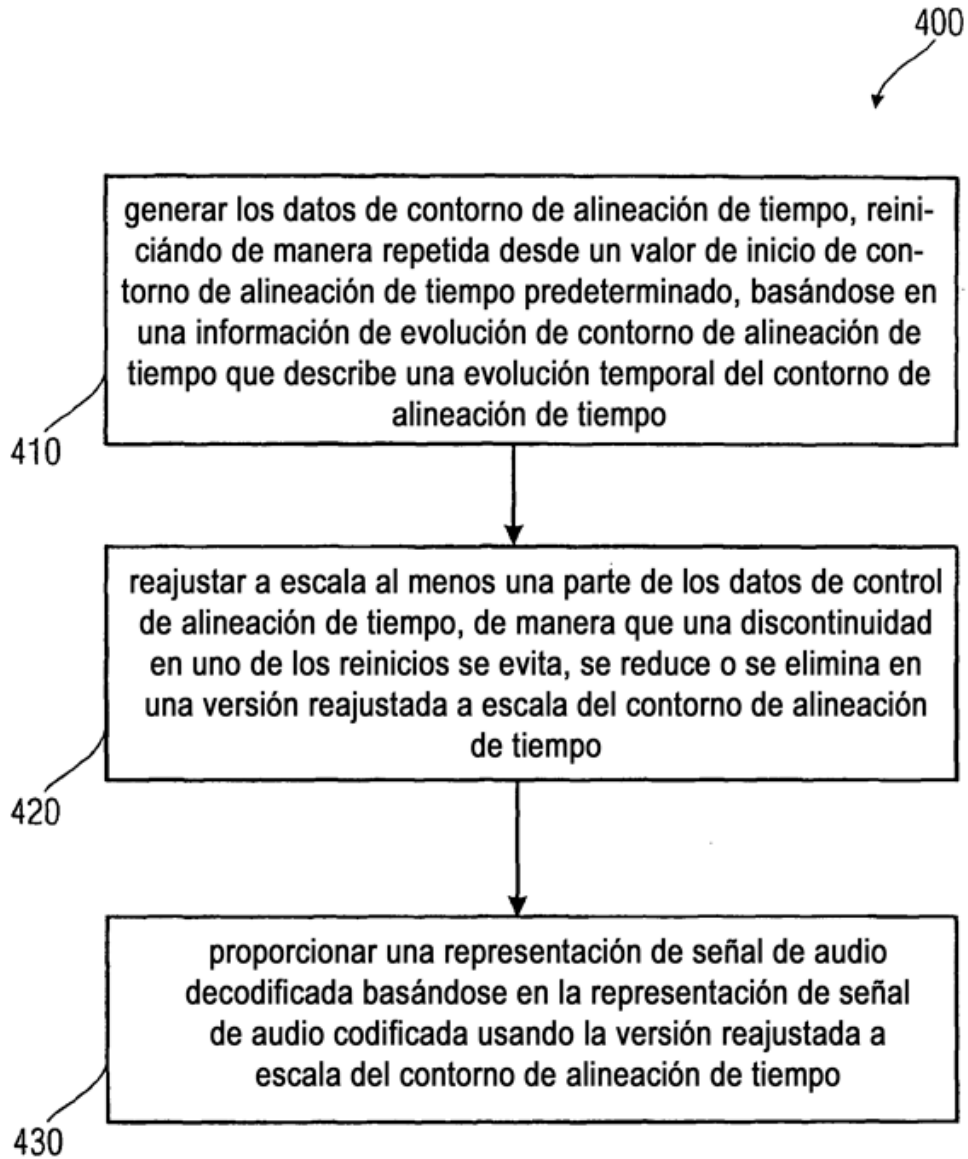 400
generar los datos de contorno de alineación de tiempo, reini-
ciándo de manera repetida desde un valor de inicio de con-
torno de alineación de tiempo predeterminado, basándose en
una información de evolución de contorno de alineación de
tiempo que describe una evolución temporal del contorno de
alineación de tiempo
410
reajustar a escala al menos una parte de los datos de control
de alineación de tiempo, de manera que una discontinuidad
en uno de los reinicios se evita, se reduce o se elimina en
una versión reajustada a escala del contorno de alineación
de tiempo
420
proporcionar una representación de señal de audio
decodificada basándose en la representación de señal
de audio codificada usando la versión reajustada a
escala del contorno de alineación de tiempo
430